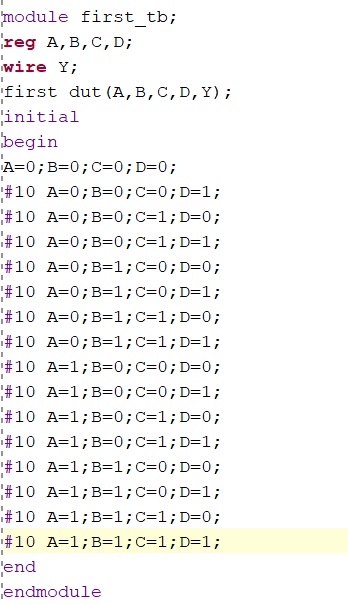 module first_tb;
reg A,B,C,D;
wire Y;
first dut(A,B,C,D,Y);
initial
begin
A=0;B=0;C=0;D=0;
#10 A=0;B=0;C=0;D=1;
#10 A=0;B=0;C=1;D=0;
#10 A=0;B=0;C=1;D=1;
#10 A=0;B=1;C=0;D=0;
#10 A=0;B=1;C=0;D=1;
#10 A=0;B=1;C=1;D=0;
#10 A=0;B=1;C=1;D=1;
#10 A=1;B=0;C=0;D=0;
#10 A=1;B=0;C=0;D=1;
#10 A=1;B=0;C=1;D=0;
#10 A=1;B=0;C=1;D=1;
#10 A=1;B=1;C=0;D=0;
#10 A=1;B=1;C=0;D=1;
#10 A=1;B=1;C=1;D=0;
#10 A=1;B=1;C=1;D=1;
end
endmodule